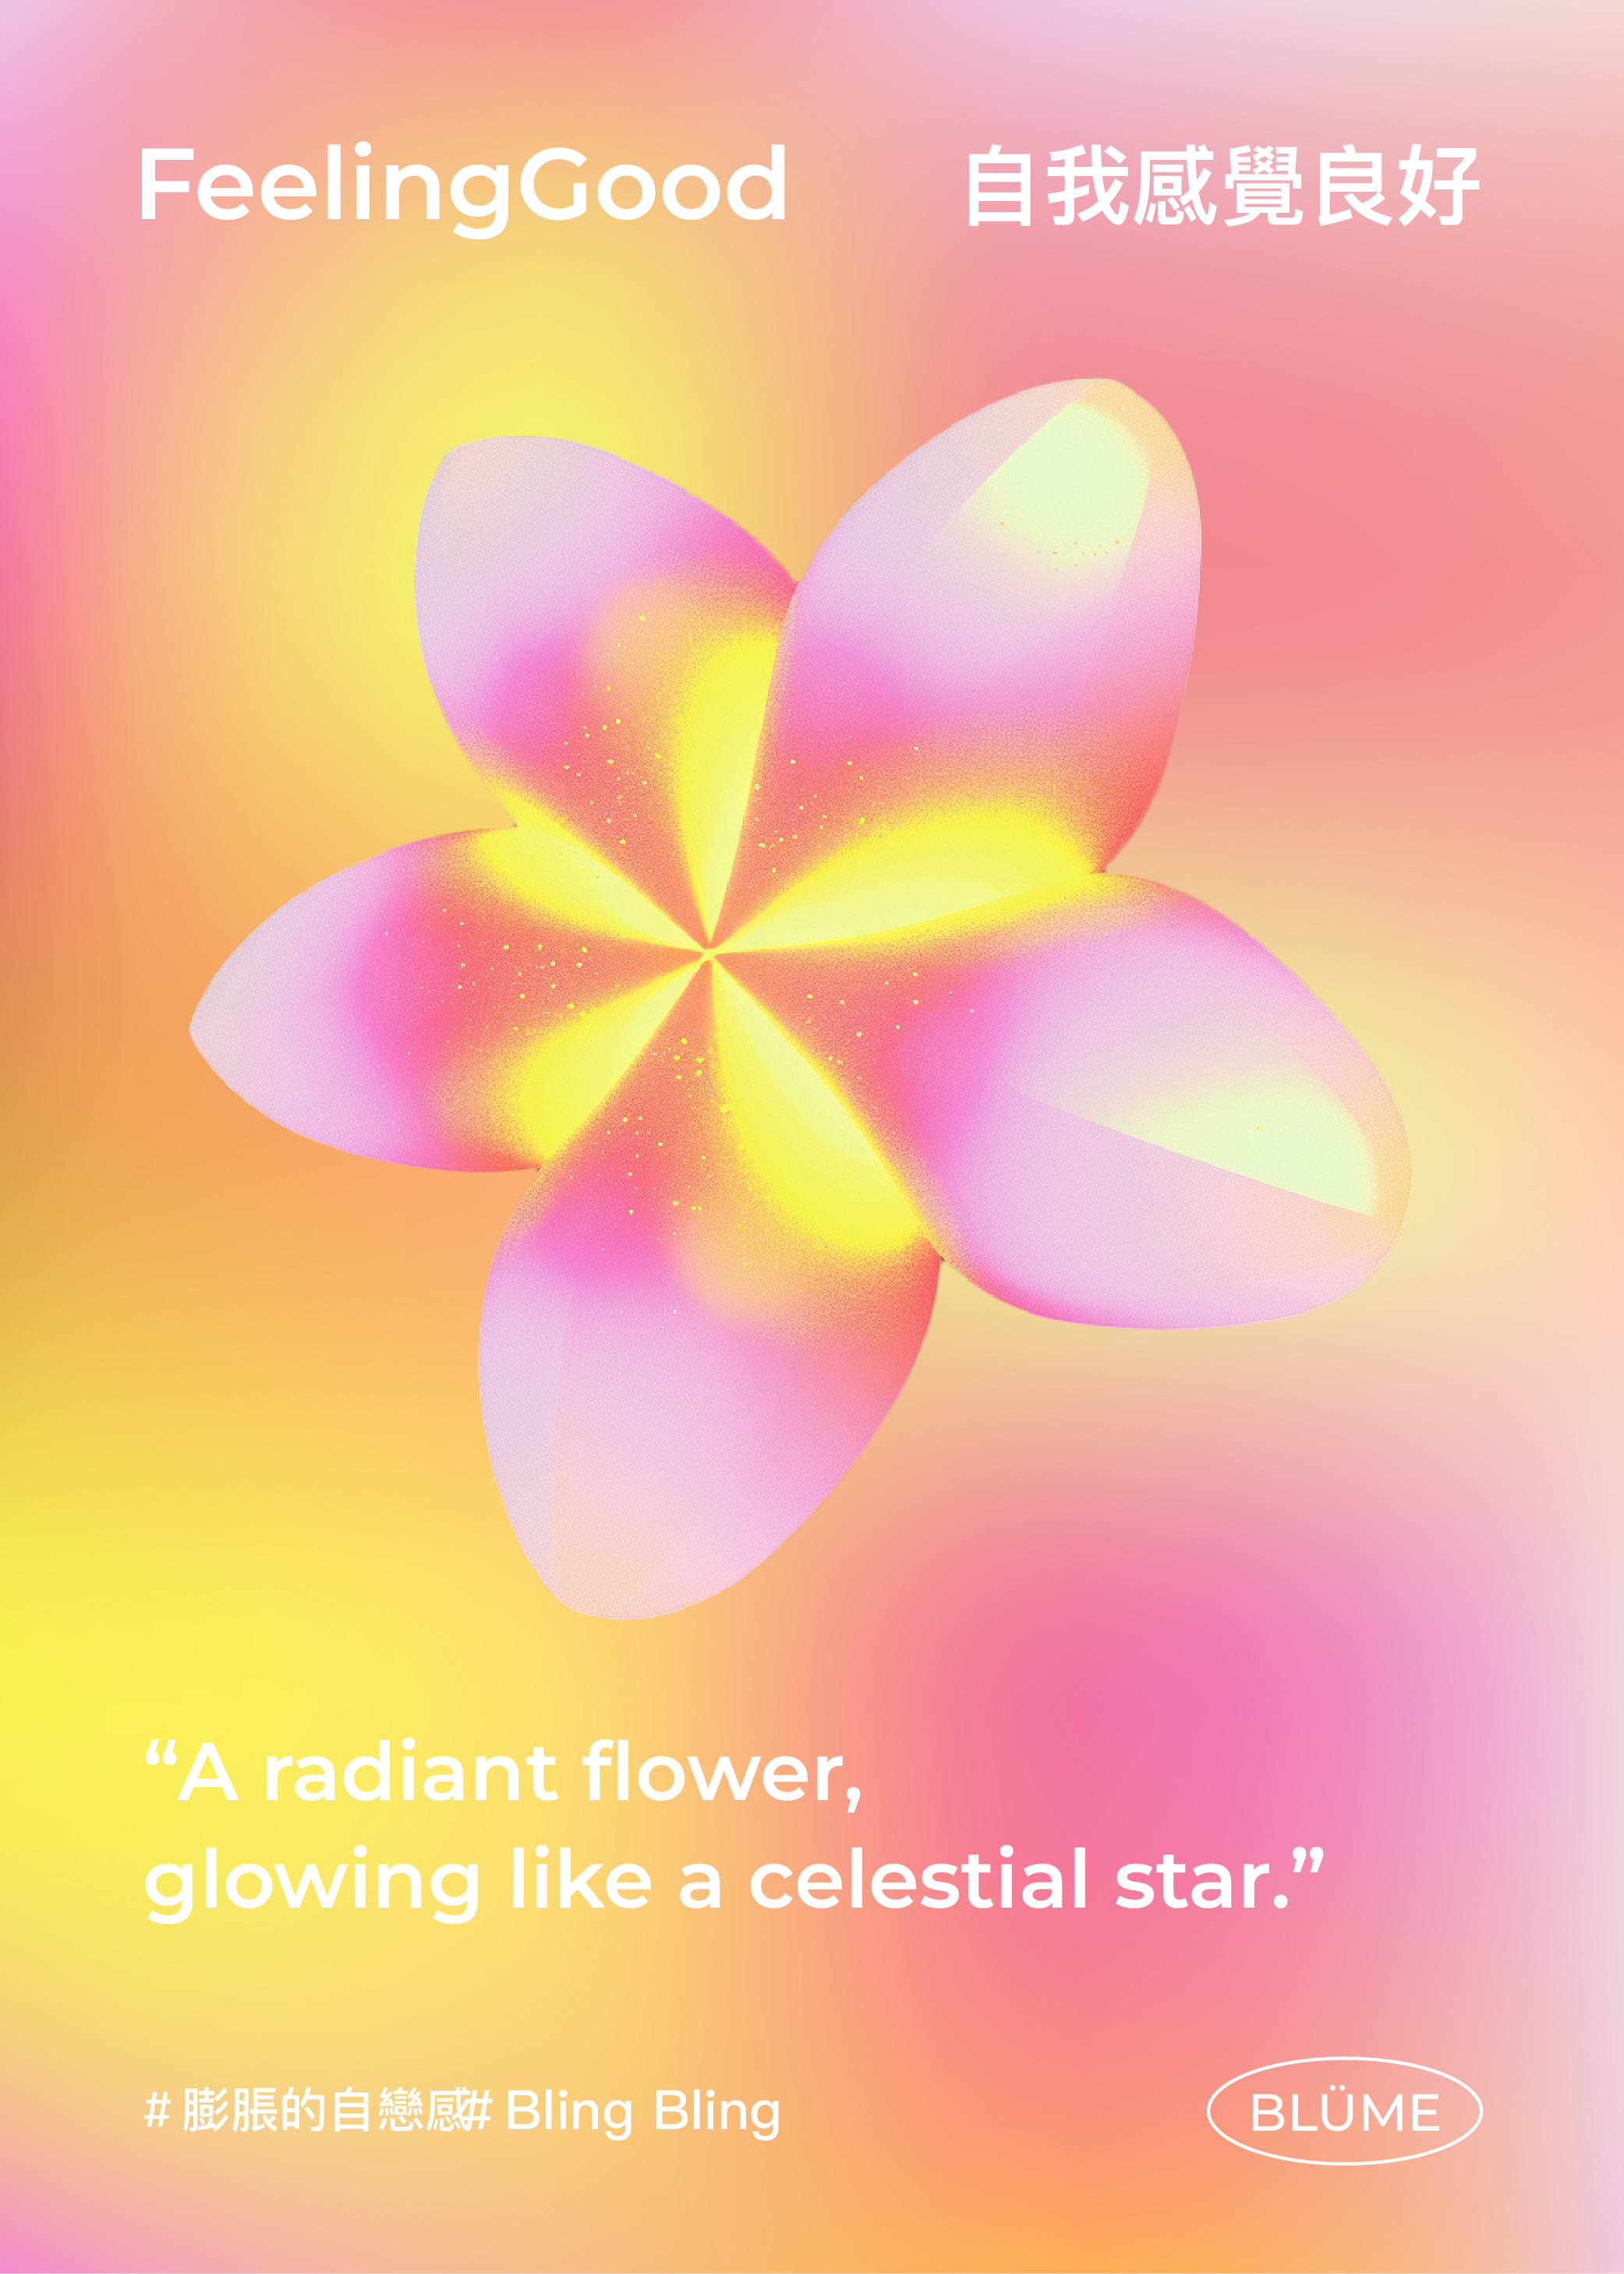 FeelingGood
自我感覺良好
“A radiant flower,
glowing like a celestial star.”
# 膨脹的自戀感# Bling Bling
BLÜME